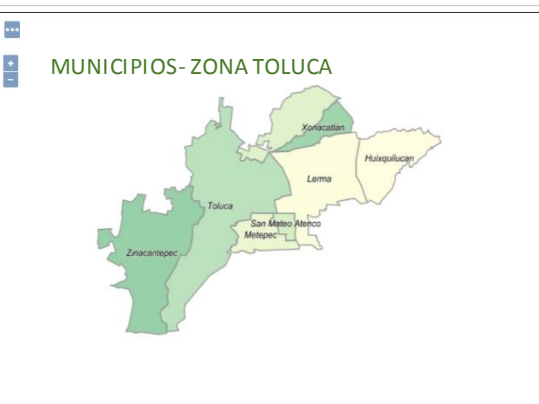 MUNICIPIOS- ZONA TOLUCA
Xonacatlan
Huixquilucan
Lerma
Toluca
San Mateo Atenco
Metepec
Zinacantepec